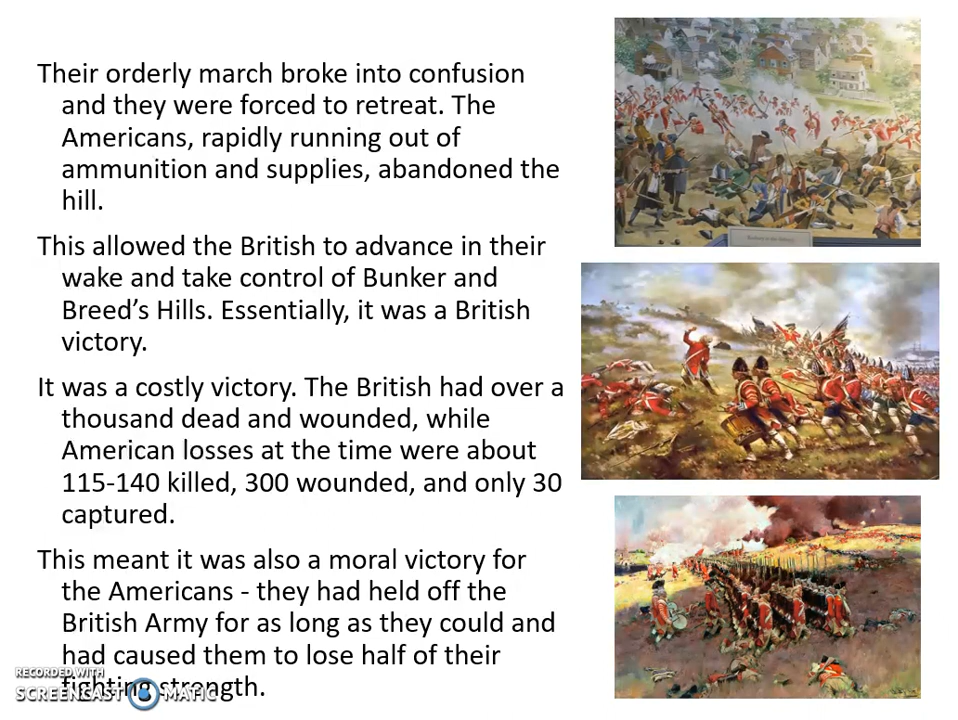 Their orderly march broke into confusion
and they were forced to retreat. The
Americans, rapidly running out of
ammunition and supplies, abandoned the
hill.
This allowed the British to advance in their
wake and take control of Bunker and
Breed’s Hills. Essentially, it was a British
victory.
It was a costly victory. The British had over a
thousand dead and wounded, while
American losses at the time were about
115-140 killed, 300 wounded, and only 30
captured.
This meant it was also a moral victory for
the Americans - they had held off the
British Army for as long as they could and
had caused them to lose half of their
fighting strength.
RECORDED WITH
SCREENCAST MATIC